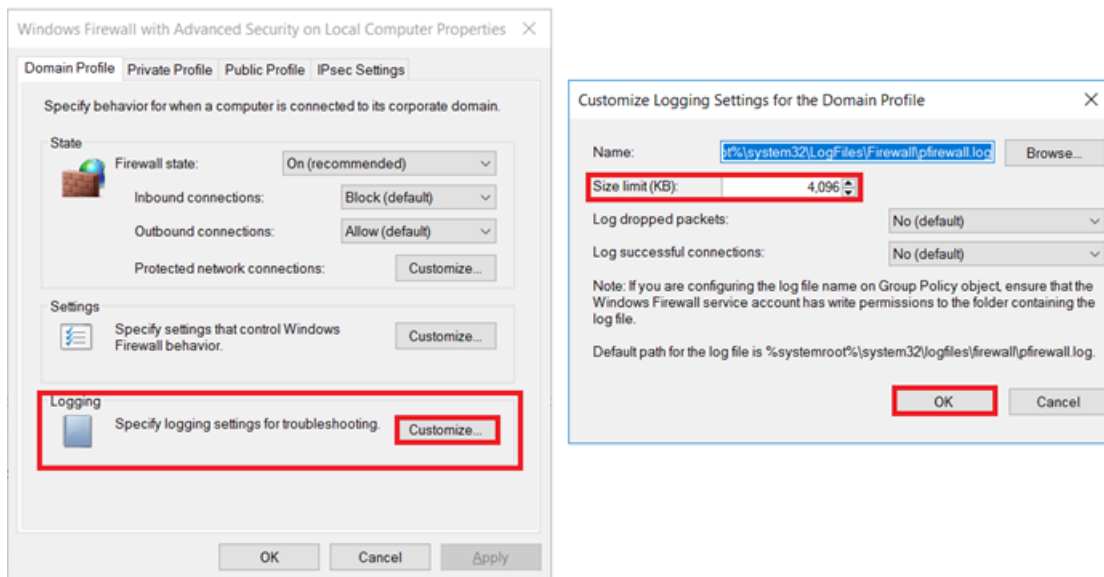 Windows Firewall with Advanced Security on Local Computer Properties
Domain Profile Private Profile Public Profile IPsec Settings
Specify behavior for when a computer is connected to its corporate domain.
State
Firewall state: On (recommended)
Inbound connections: Block (default)
Outbound connections: Allow (default)
Protected network connections: Customize...
Settings
Specify settings that control Windows
Firewall behavior.
Customize...
Logging
Specify logging settings for troubleshooting.
Customize...
OK Cancel Apply
Customize Logging Settings for the Domain Profile
Name: ot%\system32\LogFiles\Firewall\pfirewall.log Browse...
Size limit (KB): 4,096
Log dropped packets: No (default)
Log successful connections: No (default)
Note: If you are configuring the log file name on Group Policy object, ensure that the
Windows Firewall service account has write permissions to the folder containing the
log file.
Default path for the log file is %systemroot%\system32\logfiles\firewall\pfirewall.log.
OK Cancel